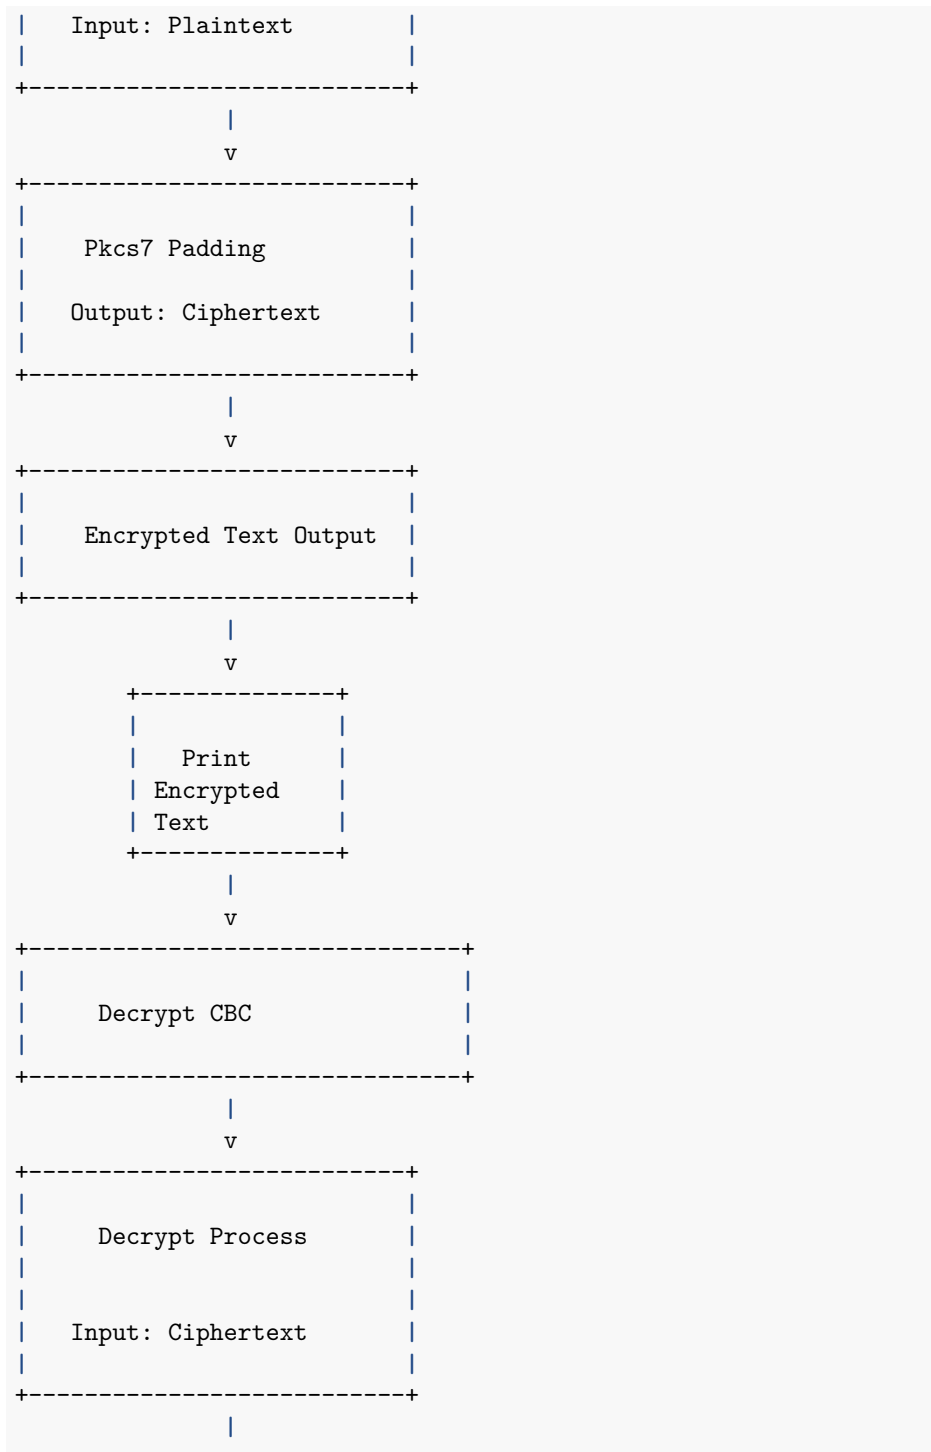 |   Input: Plaintext        |
|                           |
+---------------------------+
               |
               v
+---------------------------+
|                           |
|    Pkcs7 Padding          |
|                           |
|   Output: Ciphertext      |
|                           |
+---------------------------+
               |
               v
+---------------------------+
|                           |
|    Encrypted Text Output  |
|                           |
+---------------------------+
               |
               v
        +--------------+
        |              |
        |   Print      |
        | Encrypted    |
        | Text         |
        +--------------+
               |
               v
+-------------------------------+
|                               |
|     Decrypt CBC               |
|                               |
+-------------------------------+
               |
               v
+---------------------------+
|                           |
|     Decrypt Process       |
|                           |
|                           |
|   Input: Ciphertext       |
|                           |
+---------------------------+
               |